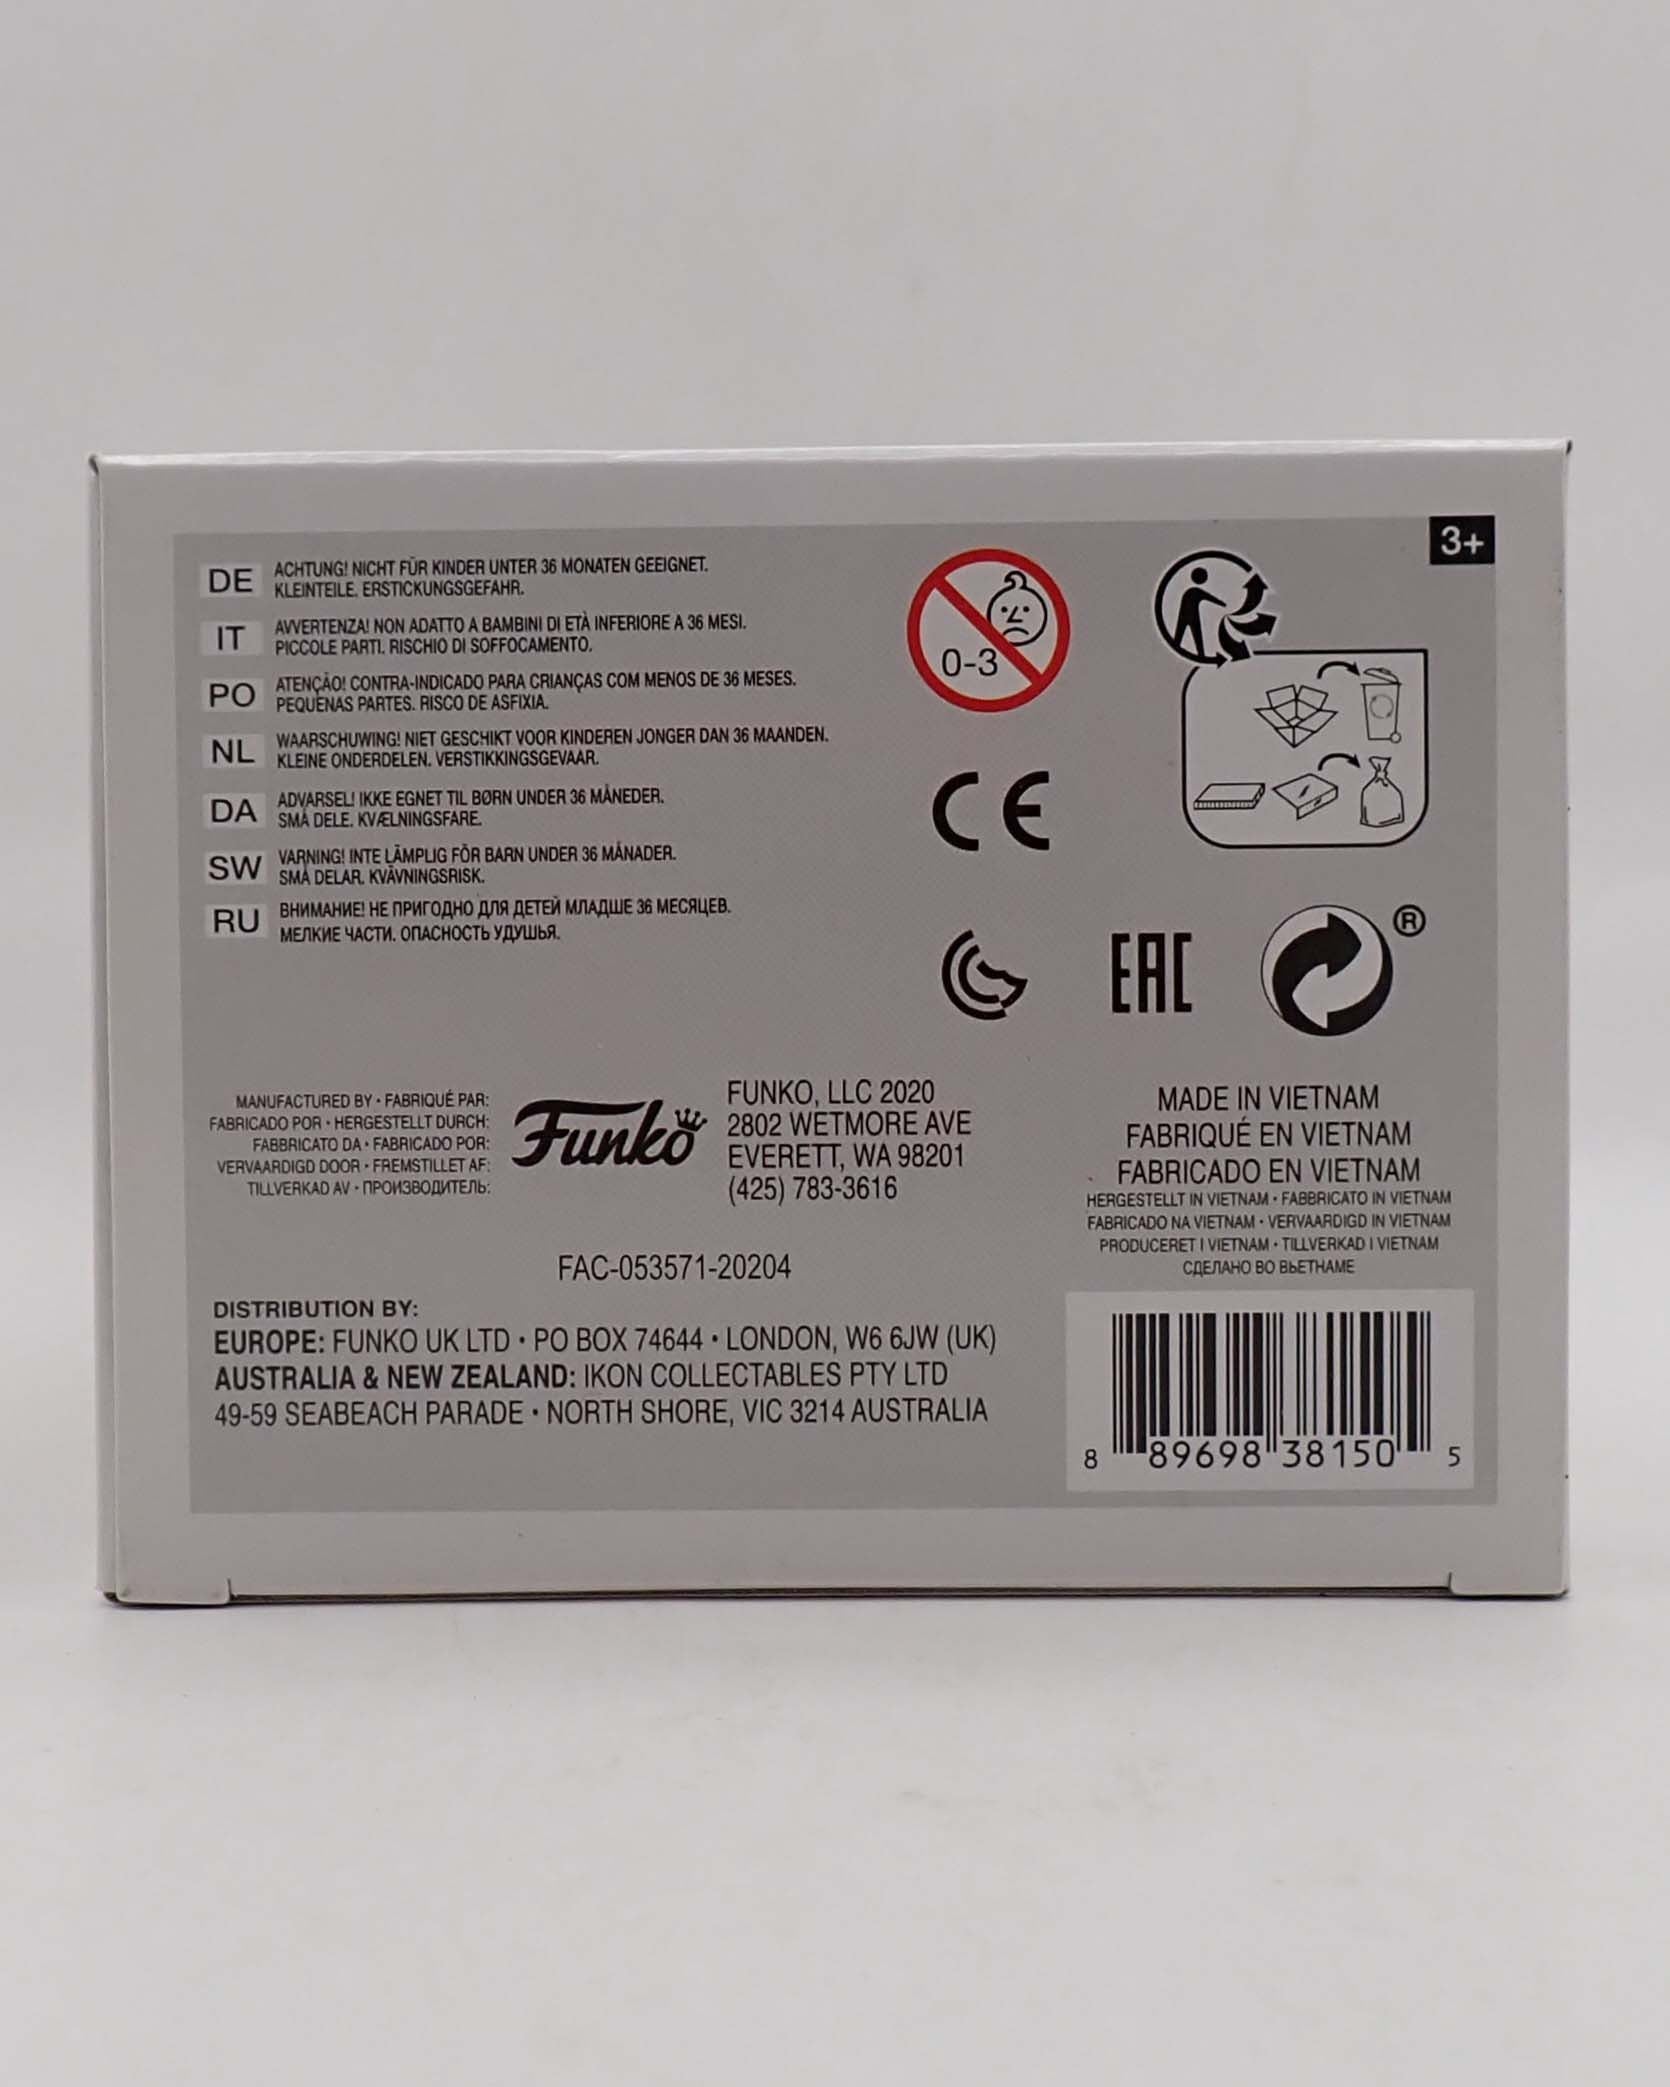 3+
DE
ACHTUNG! NICHT FÜR KINDER UNTER 36 MONATEN GEEIGNET.
KLEINTEILE. ERSTICKUNGSGEFAHR.
IT
AVVERTENZA! NON ADATTO A BAMBINI DI ETÀ INFERIORE A 36 MESI.
PICCOLE PARTI. RISCHIO DI SOFFOCAMENTO.
PO
ATENÇÃO! CONTRA-INDICADO PARA CRIANÇAS COM MENOS DE 36 MESES.
PEQUENAS PARTES. RISCO DE ASFIXIA.
NL
WAARSCHUWING! NIET GESCHIKT VOOR KINDEREN JONGER DAN 36 MAANDEN.
KLEINE ONDERDELEN. VERSTIKKINGSGEVAAR.
DA
ADVARSEL! IKKE EGNET TIL BØRN UNDER 36 MÅNEDER.
SMÅ DELE. KVÆLNINGSFARE.
SW
VARNING! INTE LÄMPLIG FÖR BARN UNDER 36 MÅNADER.
SMÅ DELAR. KVÄVNINGSRISK.
RU
ВНИМАНИЕ! НЕ ПРИГОДНО ДЛЯ ДЕТЕЙ МЛАДШЕ 36 МЕСЯЦЕВ.
МЕЛКИЕ ЧАСТИ. ОПАСНОСТЬ УДУШЬЯ.
0-3
CE
EAC
®
MANUFACTURED BY • FABRIQUÉ PAR:
FABRICADO POR • HERGESTELLT DURCH:
FABBRICATO DA • FABRICADO POR:
VERVAARDIGD DOOR • FREMSTILLET AF:
TILLVERKAD AV • ПРОИЗВОДИТЕЛЬ:
Funko
FUNKO, LLC 2020
2802 WETMORE AVE
EVERETT, WA 98201
(425) 783-3616
MADE IN VIETNAM
FABRIQUÉ EN VIETNAM
FABRICADO EN VIETNAM
HERGESTELLT IN VIETNAM • FABBRICATO IN VIETNAM
FABRICADO NA VIETNAM • VERVAARDIGD IN VIETNAM
PRODUCERET I VIETNAM • TILLVERKAD I VIETNAM
СДЕЛАНО ВО ВЬЕТНАМЕ
FAC-053571-20204
DISTRIBUTION BY:
EUROPE: FUNKO UK LTD • PO BOX 74644 • LONDON, W6 6JW (UK)
AUSTRALIA & NEW ZEALAND: IKON COLLECTABLES PTY LTD
49-59 SEABEACH PARADE • NORTH SHORE, VIC 3214 AUSTRALIA
8 89698 38150 5